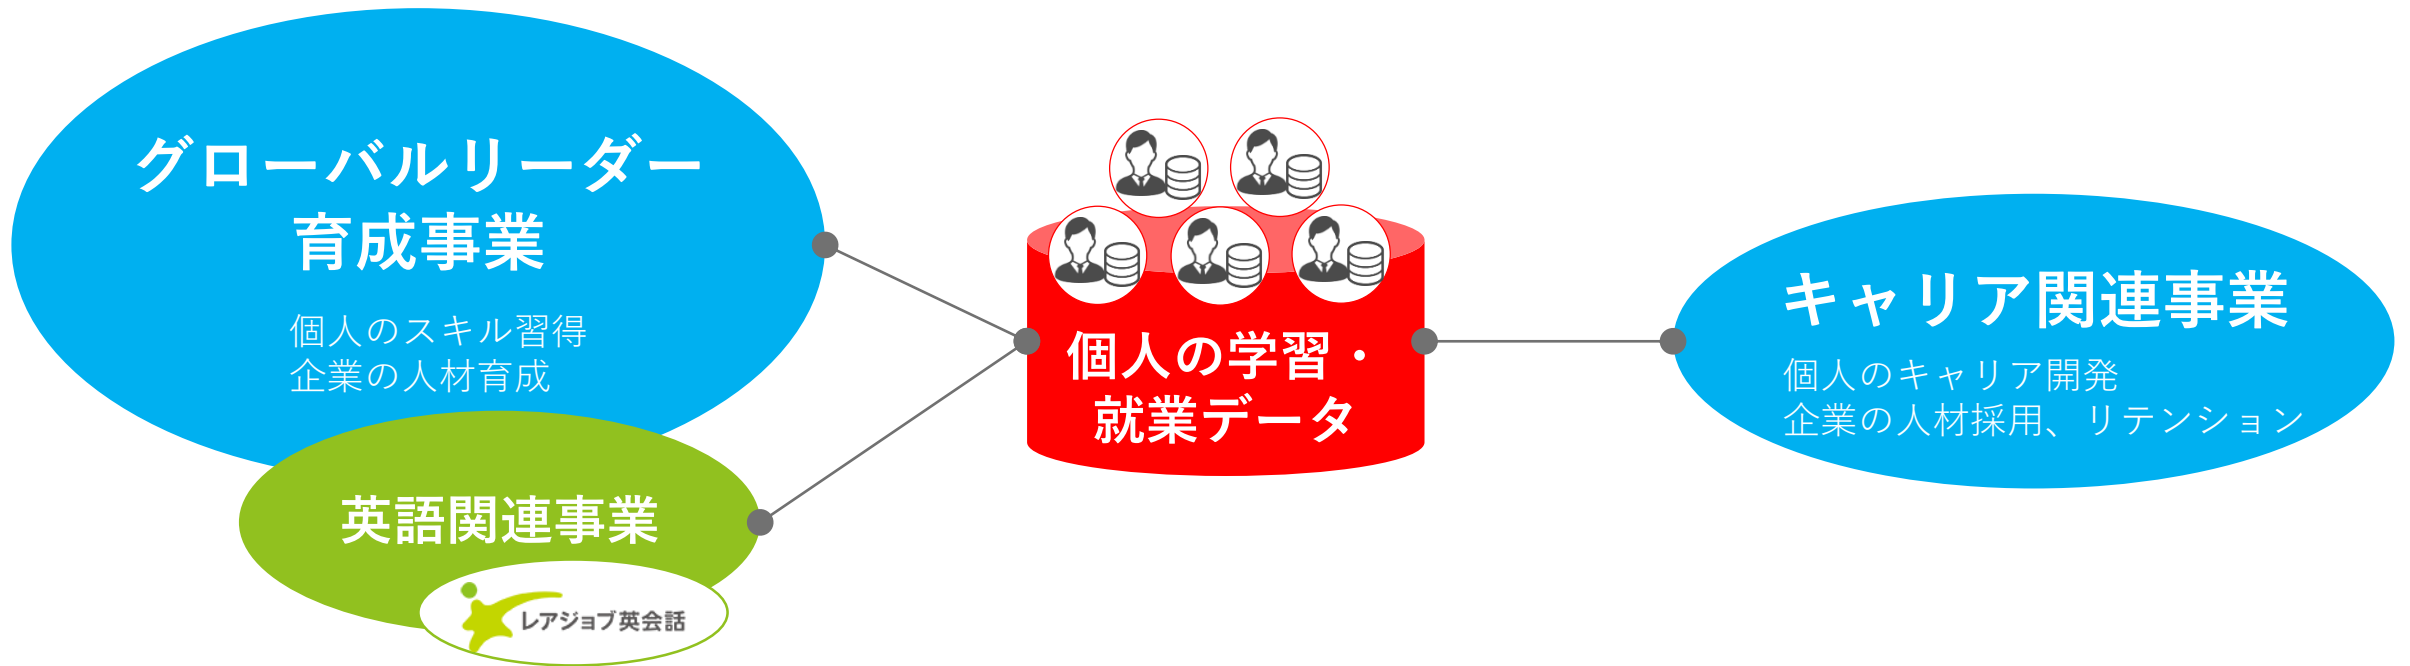 グローバルリーダー
育成事業
個人のスキル習得
企業の人材育成
英語関連事業
レアジョブ英会話
個人の学習・
就業データ
キャリア関連事業
個人のキャリア開発
企業の人材採用、リテンション